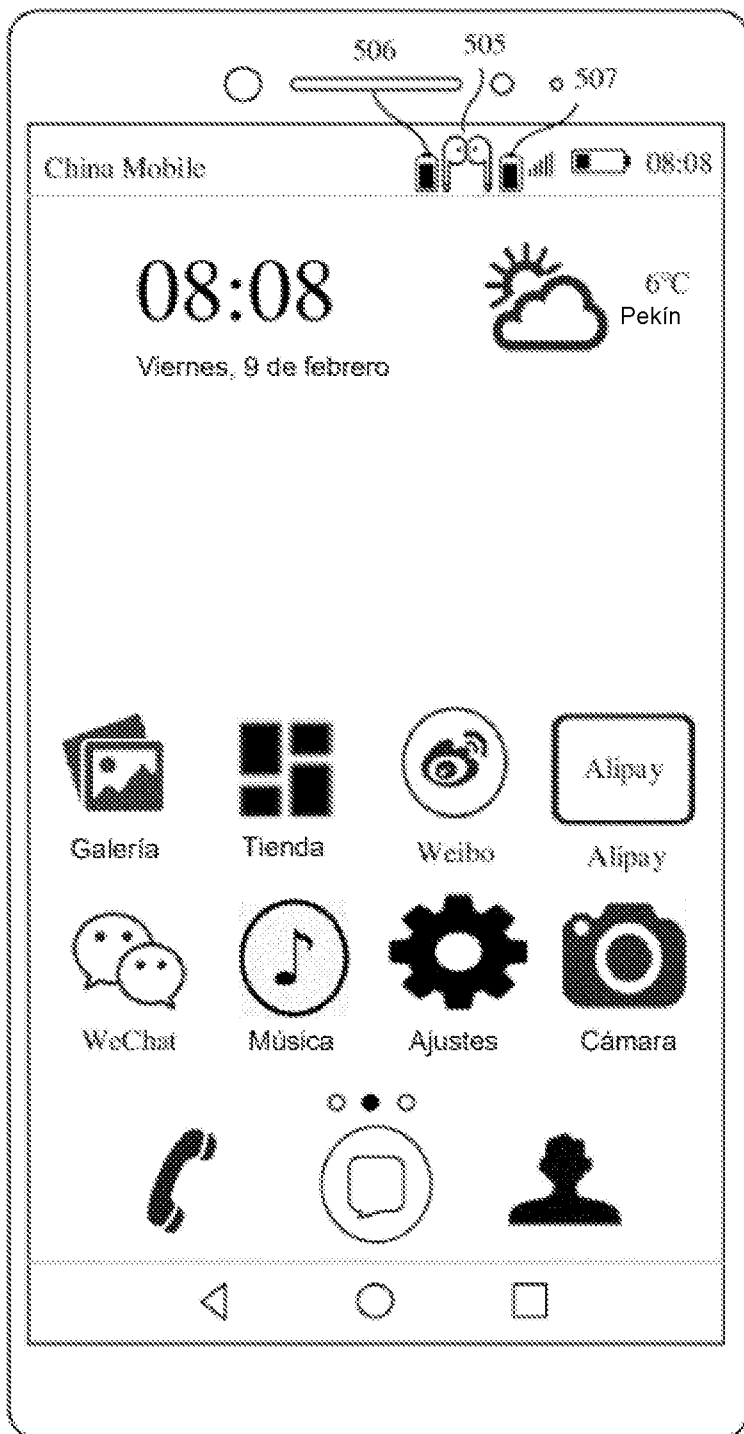 506
505
507
China Mobile
08:08
08:08
6°C
Pekín
Viernes, 9 de febrero
Alipay
Galería
Tienda
Weibo
Alipay
WeChat
Música
Ajustes
Cámara